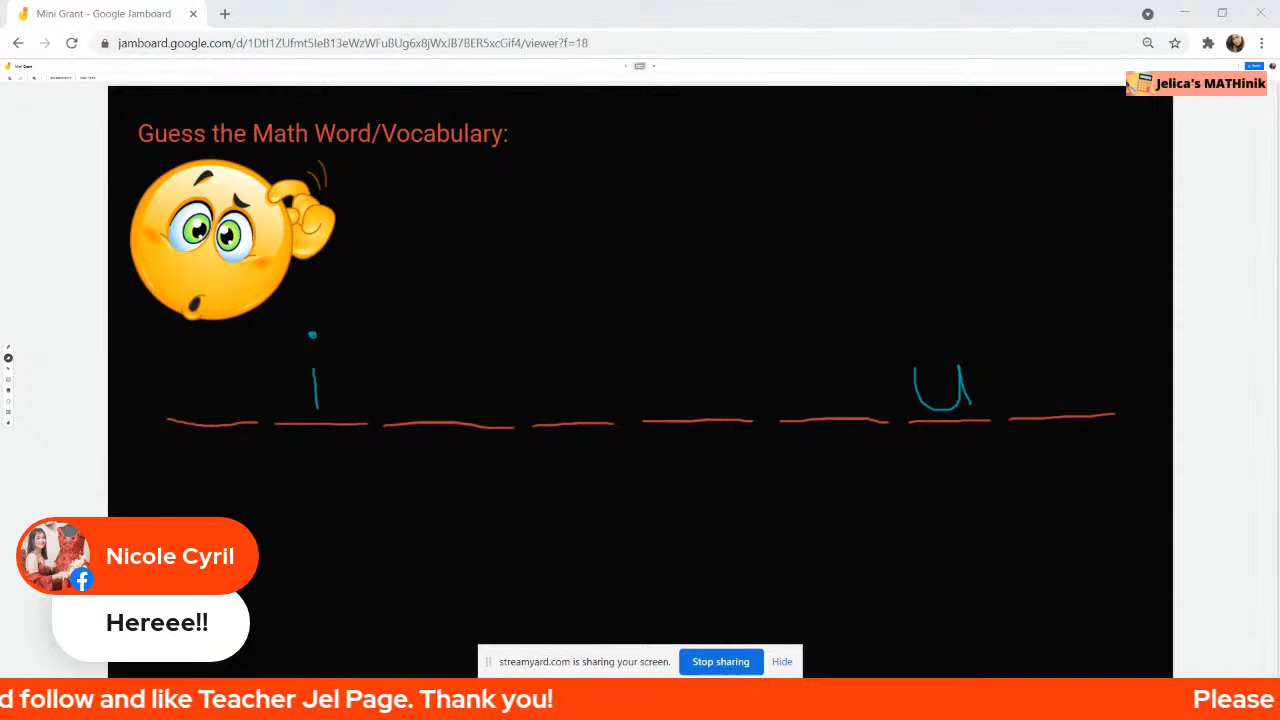 Mini Grant - Google Jamboard
jamboard.google.com/d/1DtI1ZUfmt5IeB13eWzWFuBUg6x8jWxJB7BER5xcGif4/viewer?f=18
Jelica's MATHinik
Guess the Math Word/Vocabulary:
i u
Nicole Cyril
Hereee!!
streamyard.com is sharing your screen. Stop sharing Hide
d follow and like Teacher Jel Page. Thank you! Please